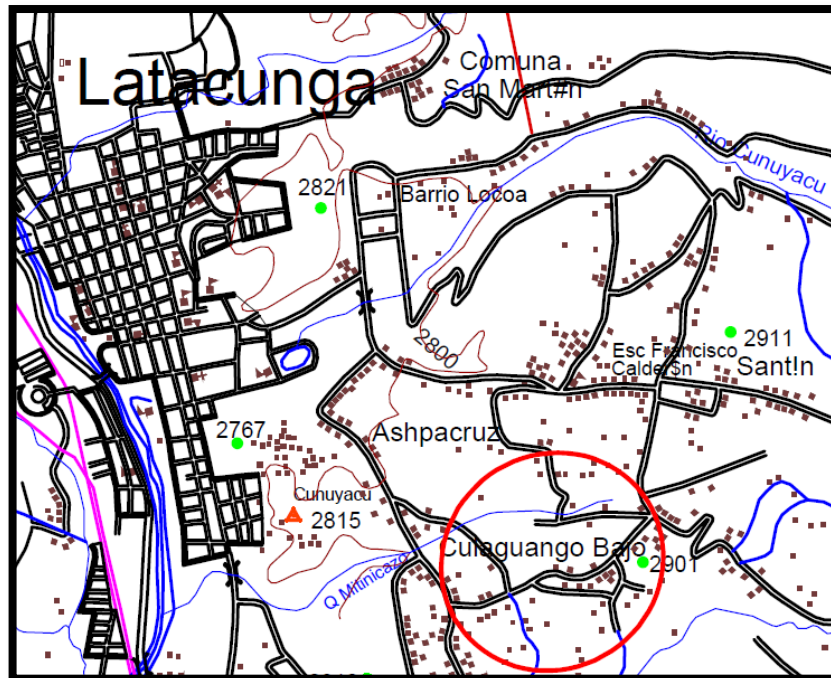 Latacunga
Comuna
San Mart#n
Rio Cunuyacu
2821
Barrio Locoa
2800
2911
Esc Francisco
Calder$n
Sant!n
2767
Ashpacruz
Cunuyacu
2815
Culaguango Bajo
2901
Q Mitinicazo